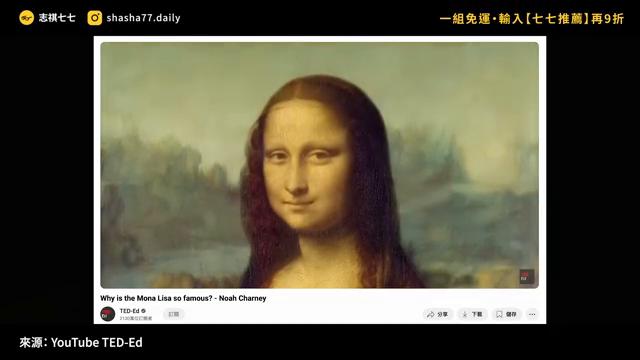 志祺七七
shasha77.daily
一組免運・輸入【七七推薦】再9折
Why is the Mona Lisa so famous? - Noah Charney
TED-Ed
2130萬位訂閱者
訂閱
分享
下載
儲存
來源: YouTube TED-Ed